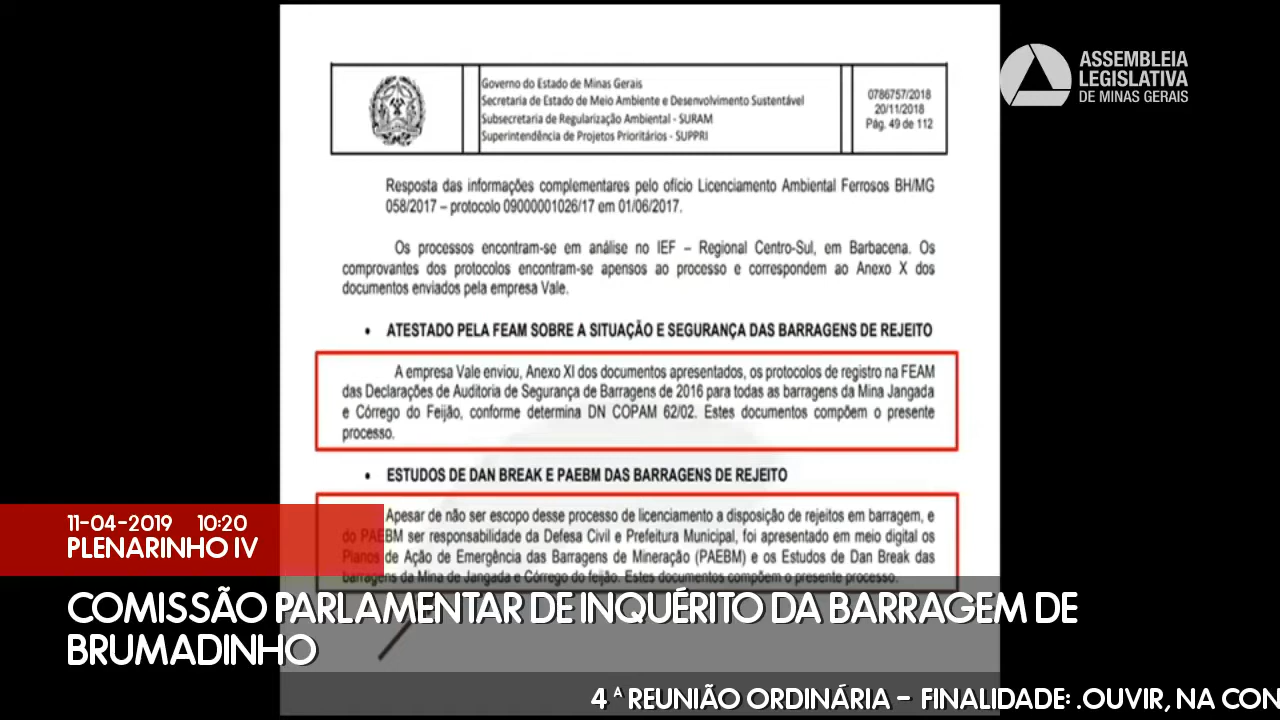 ASSEMBLEIA
LEGISLATIVA
DE MINAS GERAIS
Governo do Estado de Minas Gerais
Secretaria de Estado de Meio Ambiente e Desenvolvimento Sustentável
Subsecretaria de Regularização Ambiental - SURAM
Superintendência de Projetos Prioritários - SUPPRI
0786757/2018
20/11/2018
Pág. 49 de 112
Resposta das informações complementares pelo ofício Licenciamento Ambiental Ferrosos BH/MG
058/2017 – protocolo 09000001026/17 em 01/06/2017.
Os processos encontram-se em análise no IEF – Regional Centro-Sul, em Barbacena. Os
comprovantes dos protocolos encontram-se apensos ao processo e correspondem ao Anexo X dos
documentos enviados pela empresa Vale.
• ATESTADO PELA FEAM SOBRE A SITUAÇÃO E SEGURANÇA DAS BARRAGENS DE REJEITO
A empresa Vale enviou, Anexo XI dos documentos apresentados, os protocolos de registro na FEAM
das Declarações de Auditoria de Segurança de Barragens de 2016 para todas as barragens da Mina Jangada
e Córrego do Feijão, conforme determina DN COPAM 62/02. Estes documentos compõem o presente
processo.
• ESTUDOS DE DAN BREAK E PAEBM DAS BARRAGENS DE REJEITO
Apesar de não ser escopo desse processo de licenciamento a disposição de rejeitos em barragem, e
do PAEBM ser responsabilidade da Defesa Civil e Prefeitura Municipal, foi apresentado em meio digital os
Planos de Ação de Emergência das Barragens de Mineração (PAEBM) e os Estudos de Dan Break das
barragens da Mina de Jangada e Córrego do feijão. Estes documentos compõem o presente processo.
11-04-2019 10:20
PLENARINHO IV
COMISSÃO PARLAMENTAR DE INQUÉRITO DA BARRAGEM DE
BRUMADINHO
4ª REUNIÃO ORDINÁRIA – FINALIDADE: .OUVIR, NA CON